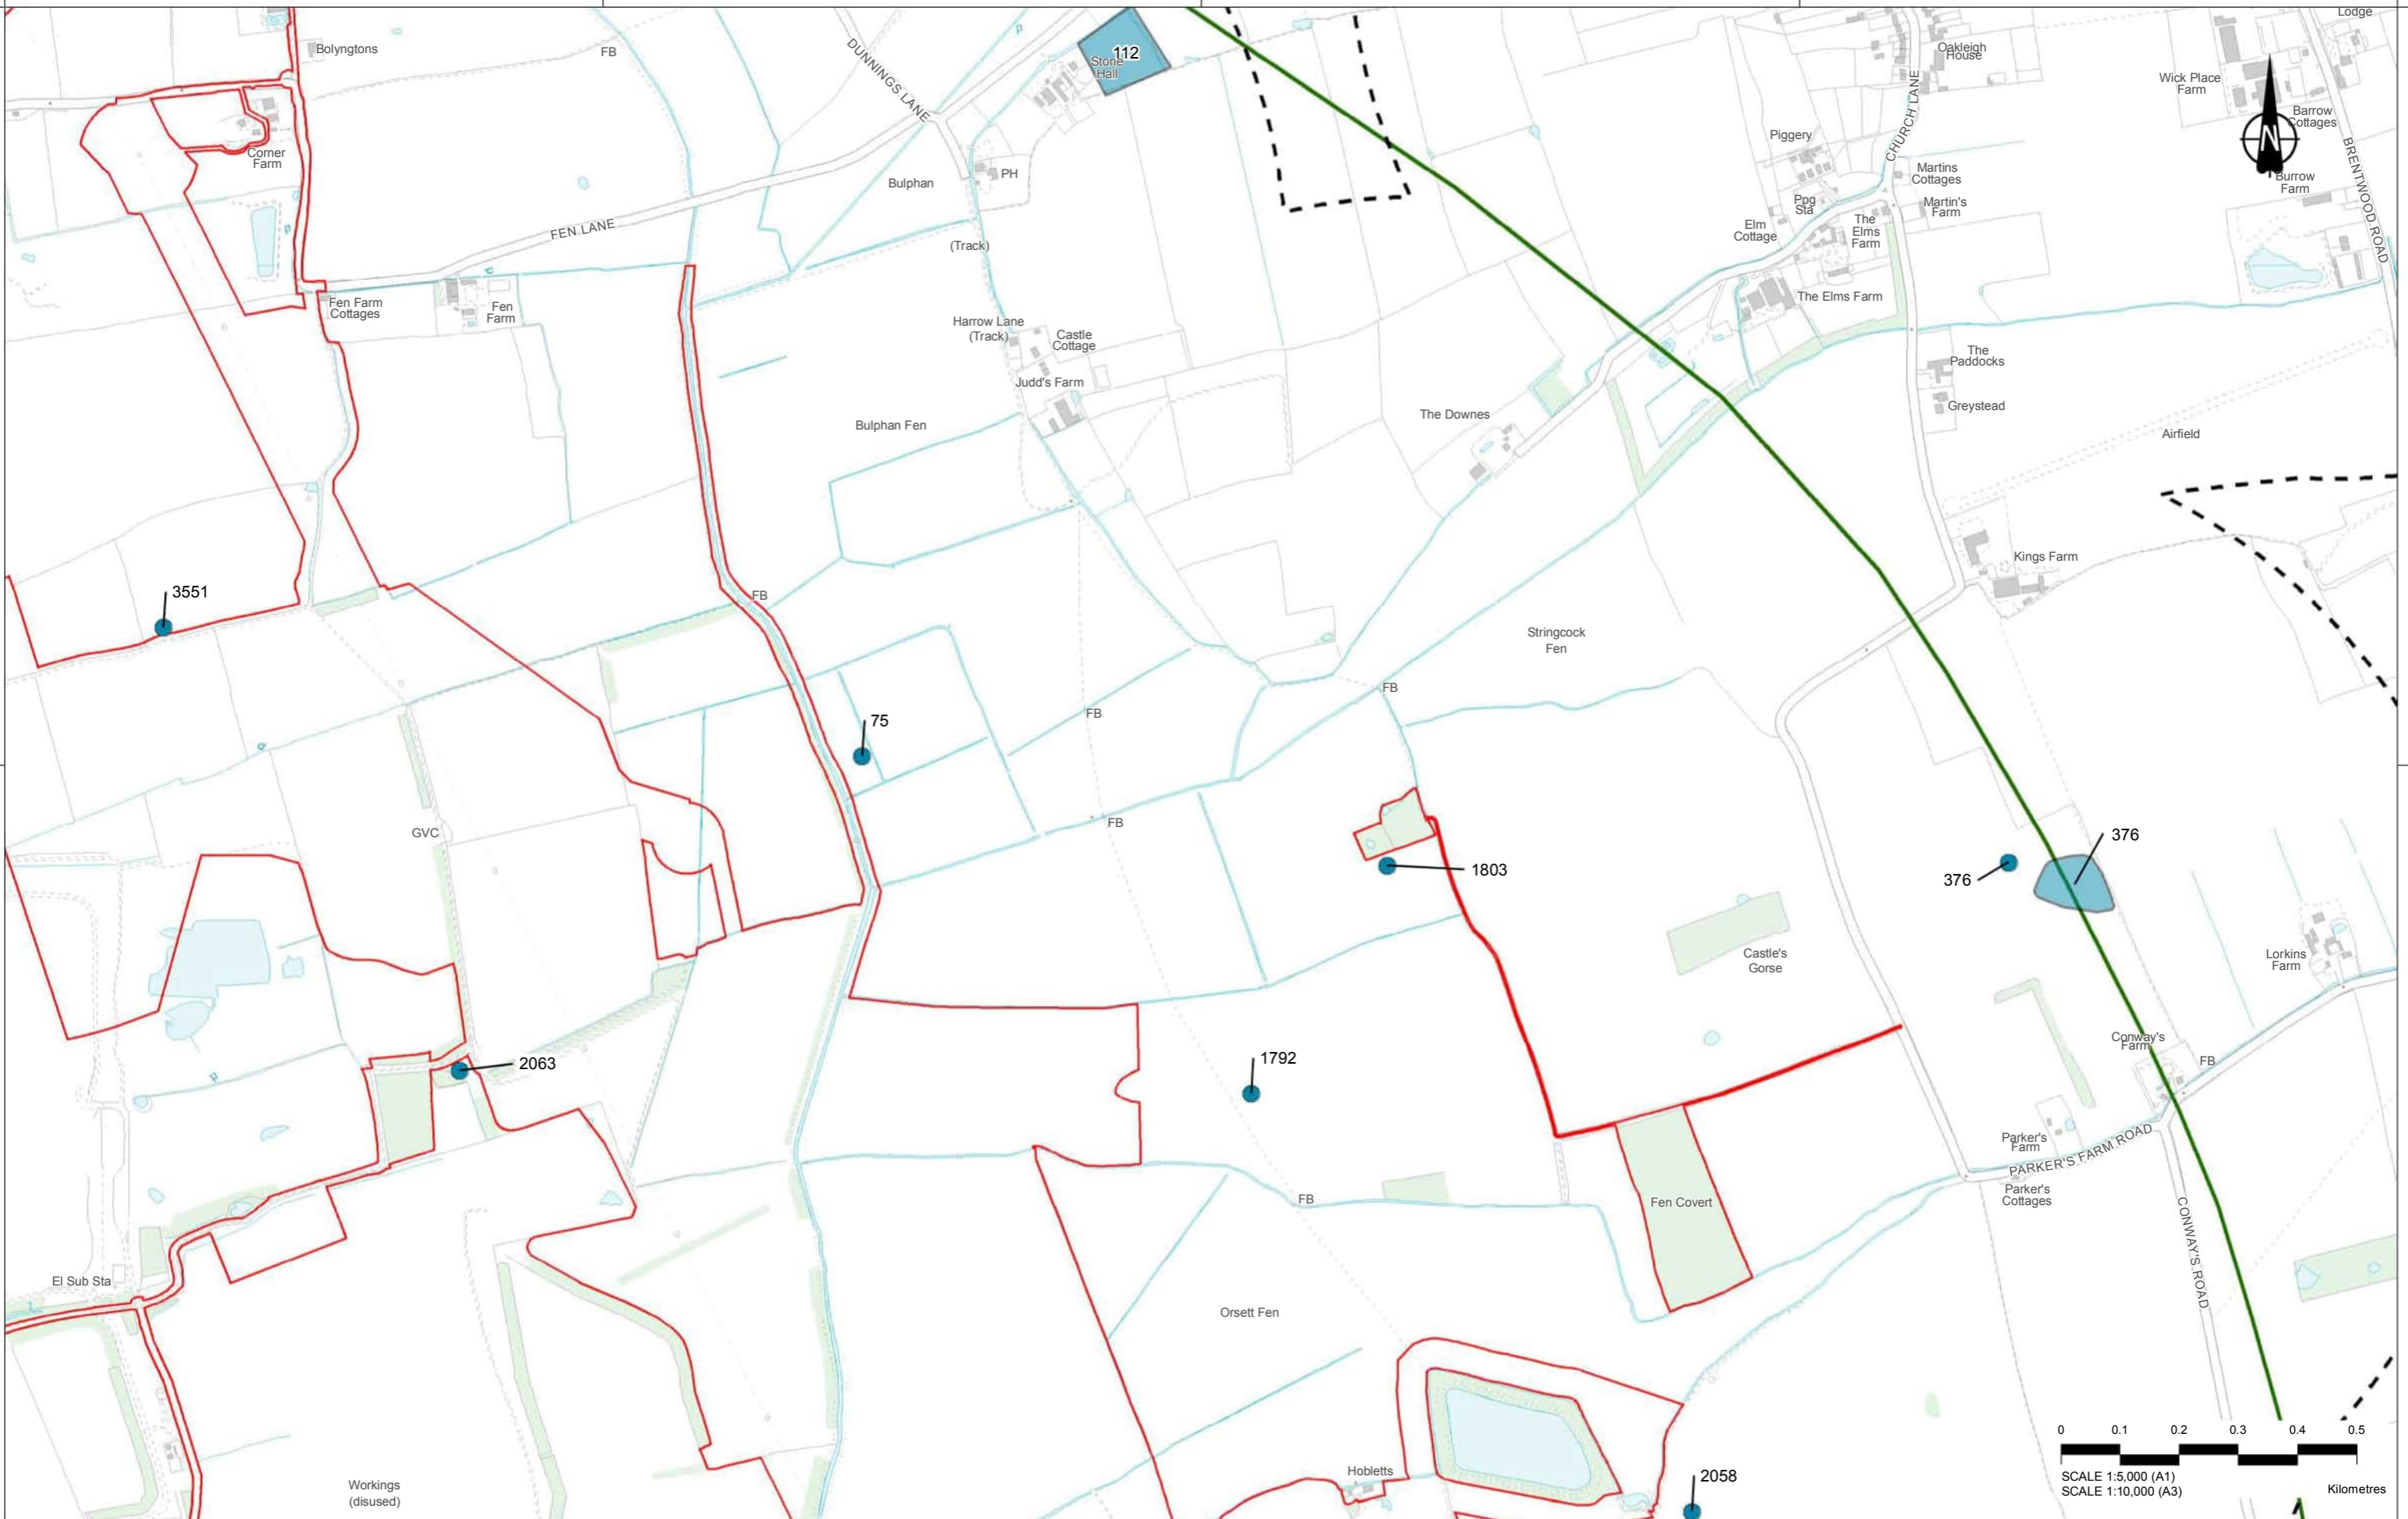 Lodge
Bolyngtons
FB
DUNNINGS LANE
Stone
Hall
112
Oakleigh
House
Wick Place
Farm
N
Barrow
Cottages
Burrow
Farm
BRENTWOOD ROAD
CHURCH LANE
Piggery
Martins
Cottages
Martin's
Farm
Corner
Farm
Bulphan
PH
Ppg
Sta
Elm
Cottage
The
Elms
Farm
FEN LANE
(Track)
The Elms Farm
Fen Farm
Cottages
Fen
Farm
Harrow Lane
(Track)
Castle
Cottage
Judd's Farm
The
Paddocks
Greystead
The Downes
Bulphan Fen
Airfield
Kings Farm
3551
FB
Stringcock
Fen
FB
75
FB
FB
GVC
1803
376
376
Castle's
Gorse
Lorkins
Farm
Conway's
Farm
FB
2063
1792
Parker's
Farm
PARKER'S FARM ROAD
Parker's
Cottages
FB
Fen Covert
CONWAY'S ROAD
El Sub Sta
Orsett Fen
Hobletts
2058
Workings
(disused)
0 0.1 0.2 0.3 0.4 0.5
SCALE 1:5,000 (A1)
SCALE 1:10,000 (A3)
Kilometres